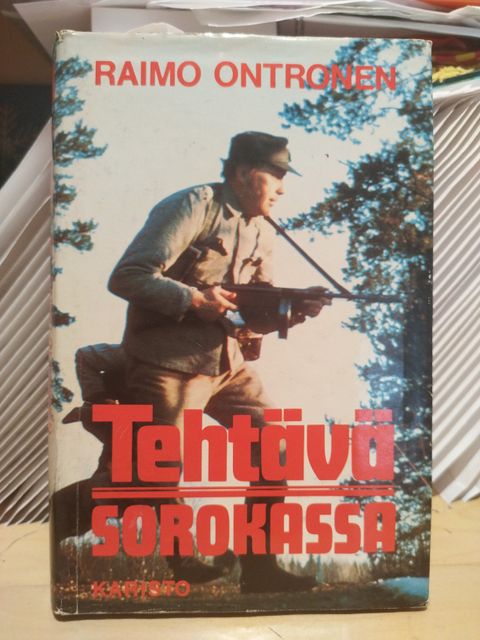 RAIMO ONTRONEN
Tehtävä
SOROKASSA
KARISTO